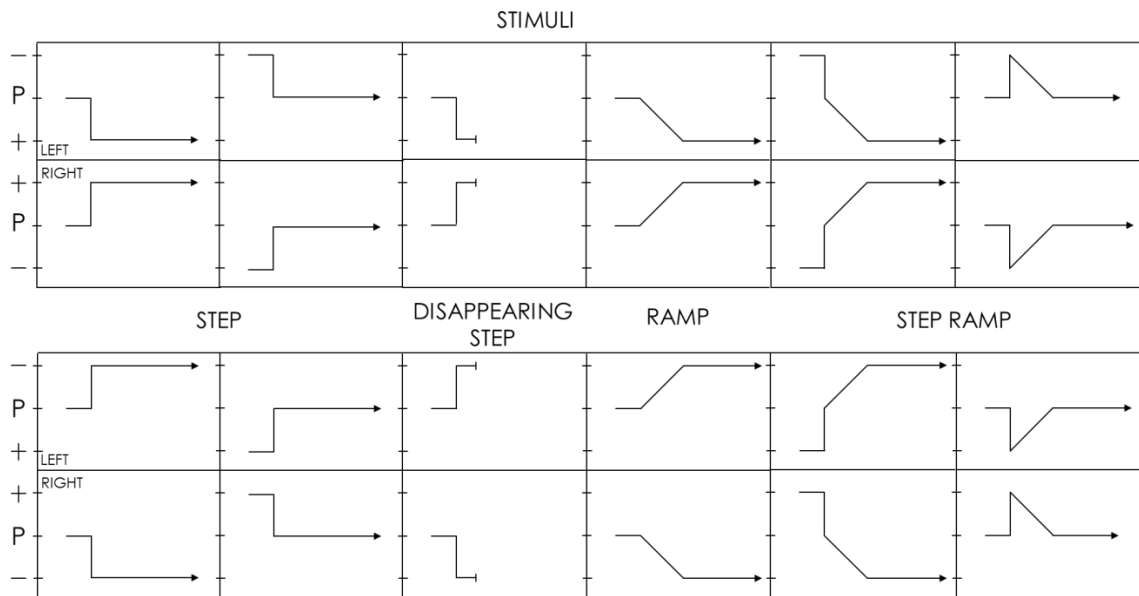 STIMULI
—
P
+
LEFT
RIGHT
+
P
—
STEP
DISAPPEARING
STEP
RAMP
STEP RAMP
—
P
+
LEFT
RIGHT
+
P
—